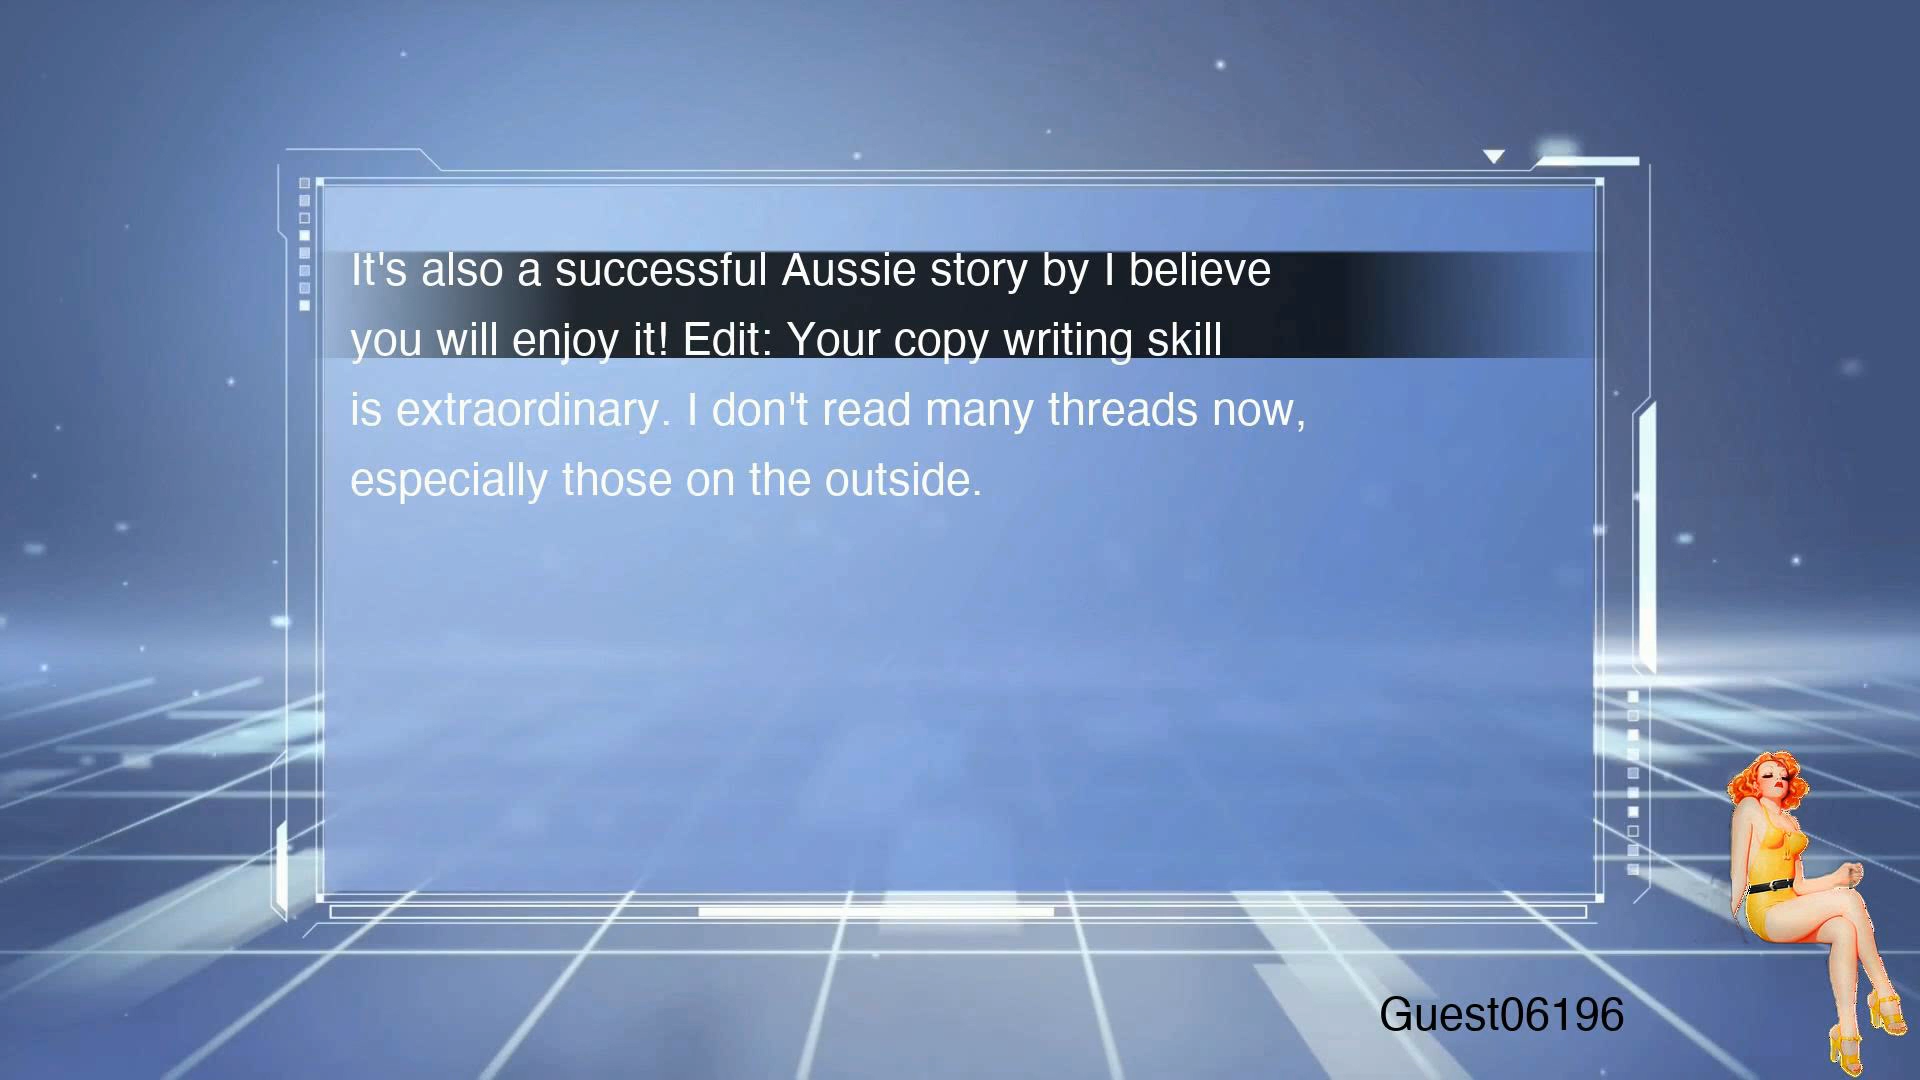 It's also a successful Aussie story by I believe
you will enjoy it! Edit: Your copy writing skill
is extraordinary. I don't read many threads now,
especially those on the outside.
Guest06196